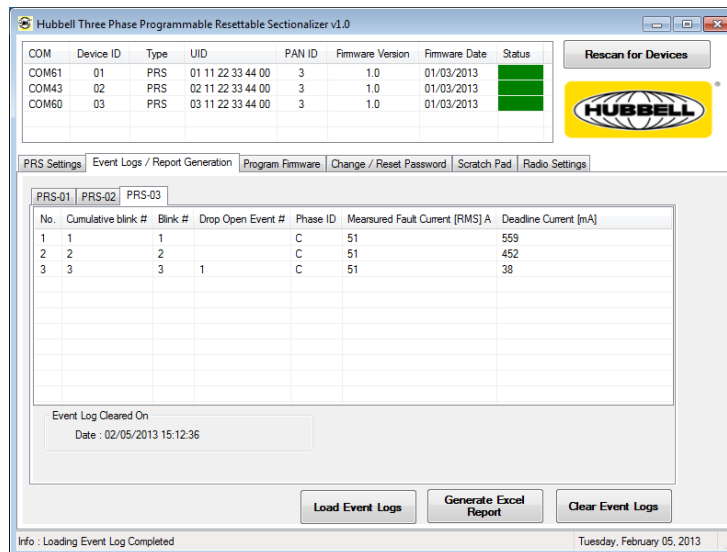 Hubbell Three Phase Programmable Resettable Sectionalizer v1.0
COM Device ID Type UID PAN ID Firmware Version Firmware Date Status
COM61 01 PRS 01 11 22 33 44 00 3 1.0 01/03/2013
COM43 02 PRS 02 11 22 33 44 00 3 1.0 01/03/2013
COM60 03 PRS 03 11 22 33 44 00 3 1.0 01/03/2013
Rescan for Devices
HUBBELL
PRS Settings Event Logs / Report Generation Program Firmware Change / Reset Password Scratch Pad Radio Settings
PRS-01 PRS-02 PRS-03
No. Cumulative blink # Blink # Drop Open Event # Phase ID Mearsured Fault Current [RMS] A Deadline Current [mA]
1 1 1 C 51 559
2 2 2 C 51 452
3 3 3 1 C 51 38
Event Log Cleared On
Date : 02/05/2013 15:12:36
Load Event Logs
Generate Excel
Report
Clear Event Logs
Info : Loading Event Log Completed
Tuesday, February 05, 2013